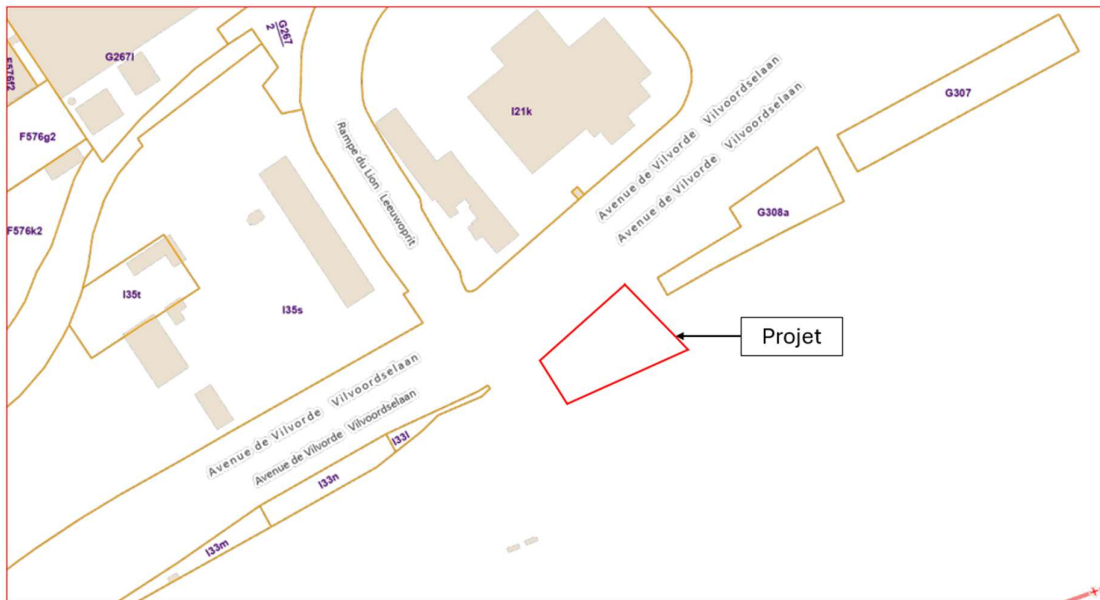 G267
2
G267l
F576f2
F576g2
G307
I21k
Avenue de Vilvorde Vilvoordselaan
Avenue de Vilvorde Vilvoordselaan
Rampe du Lion Leeuwoprit
G308a
F576k2
I35t
I35s
Projet
Avenue de Vilvorde Vilvoordselaan
Avenue de Vilvorde Vilvoordselaan
I33l
I33n
I33m